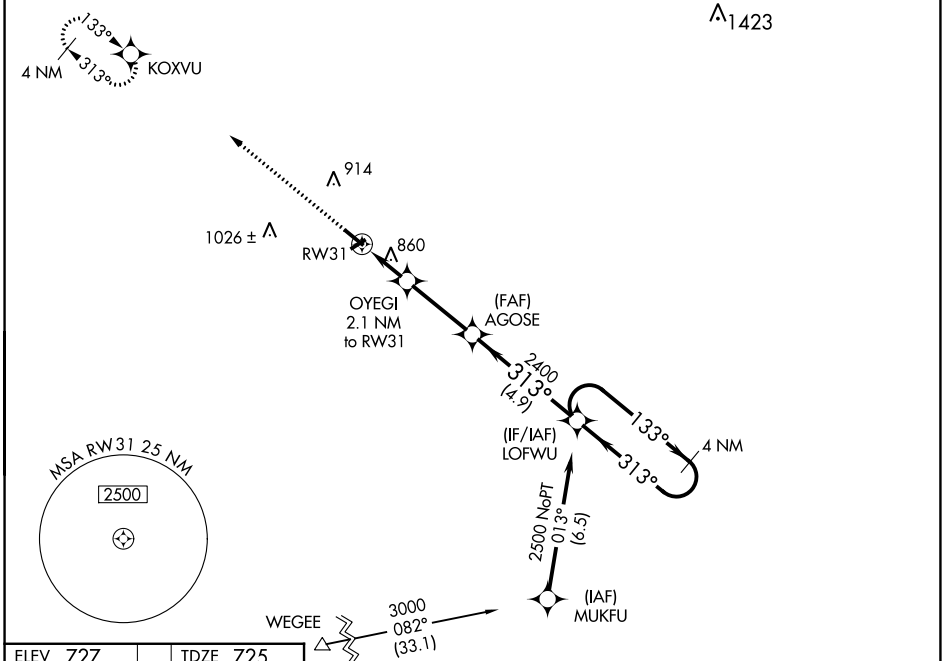 1423
133°
313°
4 NM
KOXVU
914
1026 ±
RW31
860
OYEGI
2.1 NM
to RW31
(FAF)
AGOSE
2400
313°
(4.9)
(IF/IAF)
LOFWU
133°
313°
4 NM
MSA RW31 25 NM
2500
2500 NoPT
013°
(6.5)
(IAF)
MUKFU
WEGEE
3000
082°
(33.1)
ELEV 727
TDZE 725